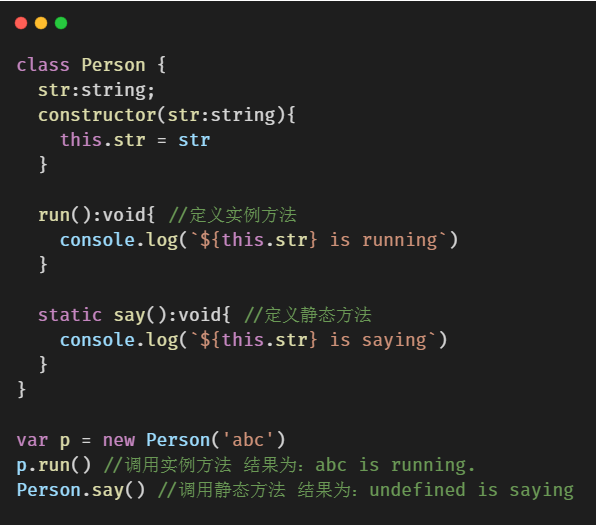 class Person {
  str:string;
  constructor(str:string){
    this.str = str
  }

  run():void{ //定义实例方法
    console.log(`${this.str} is running`)
  }

  static say():void{ //定义静态方法
    console.log(`${this.str} is saying`)
  }
}

var p = new Person('abc')
p.run() //调用实例方法 结果为：abc is running.
Person.say() //调用静态方法 结果为：undefined is saying